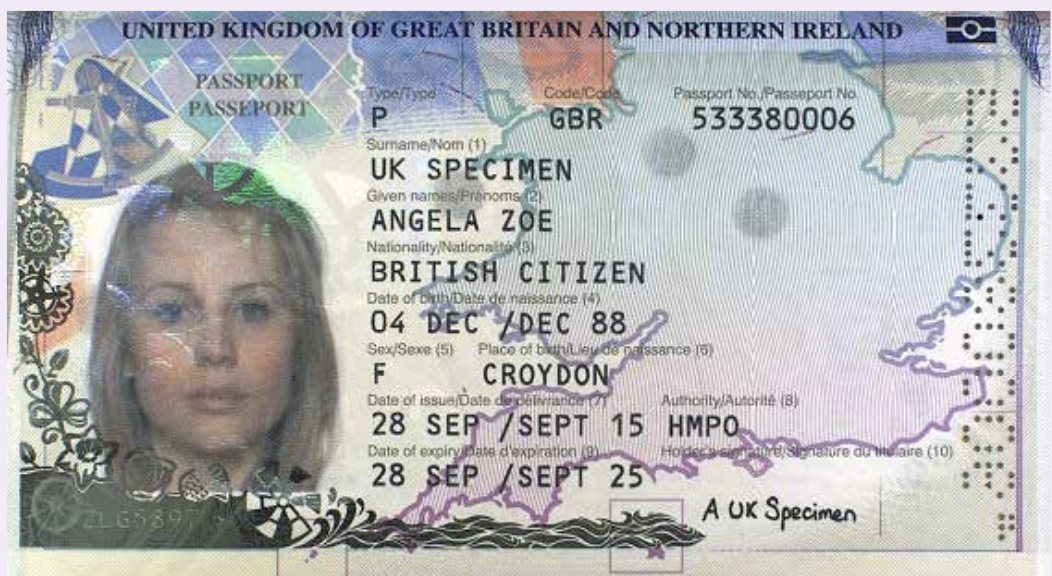 UNITED KINGDOM OF GREAT BRITAIN AND NORTHERN IRELAND
PASSPORT
PASSEPORT
Type/Type Code/Code Passport No./Passeport No.
P GBR 533380006
Surname/Nom (1)
UK SPECIMEN
Given names/Prénoms (2)
ANGELA ZOE
Nationality/Nationalité (3)
BRITISH CITIZEN
Date of birth/Date de naissance (4)
04 DEC /DEC 88
Sex/Sexe (5) Place of birth/Lieu de naissance (6)
F CROYDON
Date of issue/Date de délivrance (7) Authority/Autorité (8)
28 SEP /SEPT 15 HMPO
Date of expiry/Date d'expiration (9) Holder's signature/Signature du titulaire (10)
28 SEP /SEPT 25
A UK Specimen